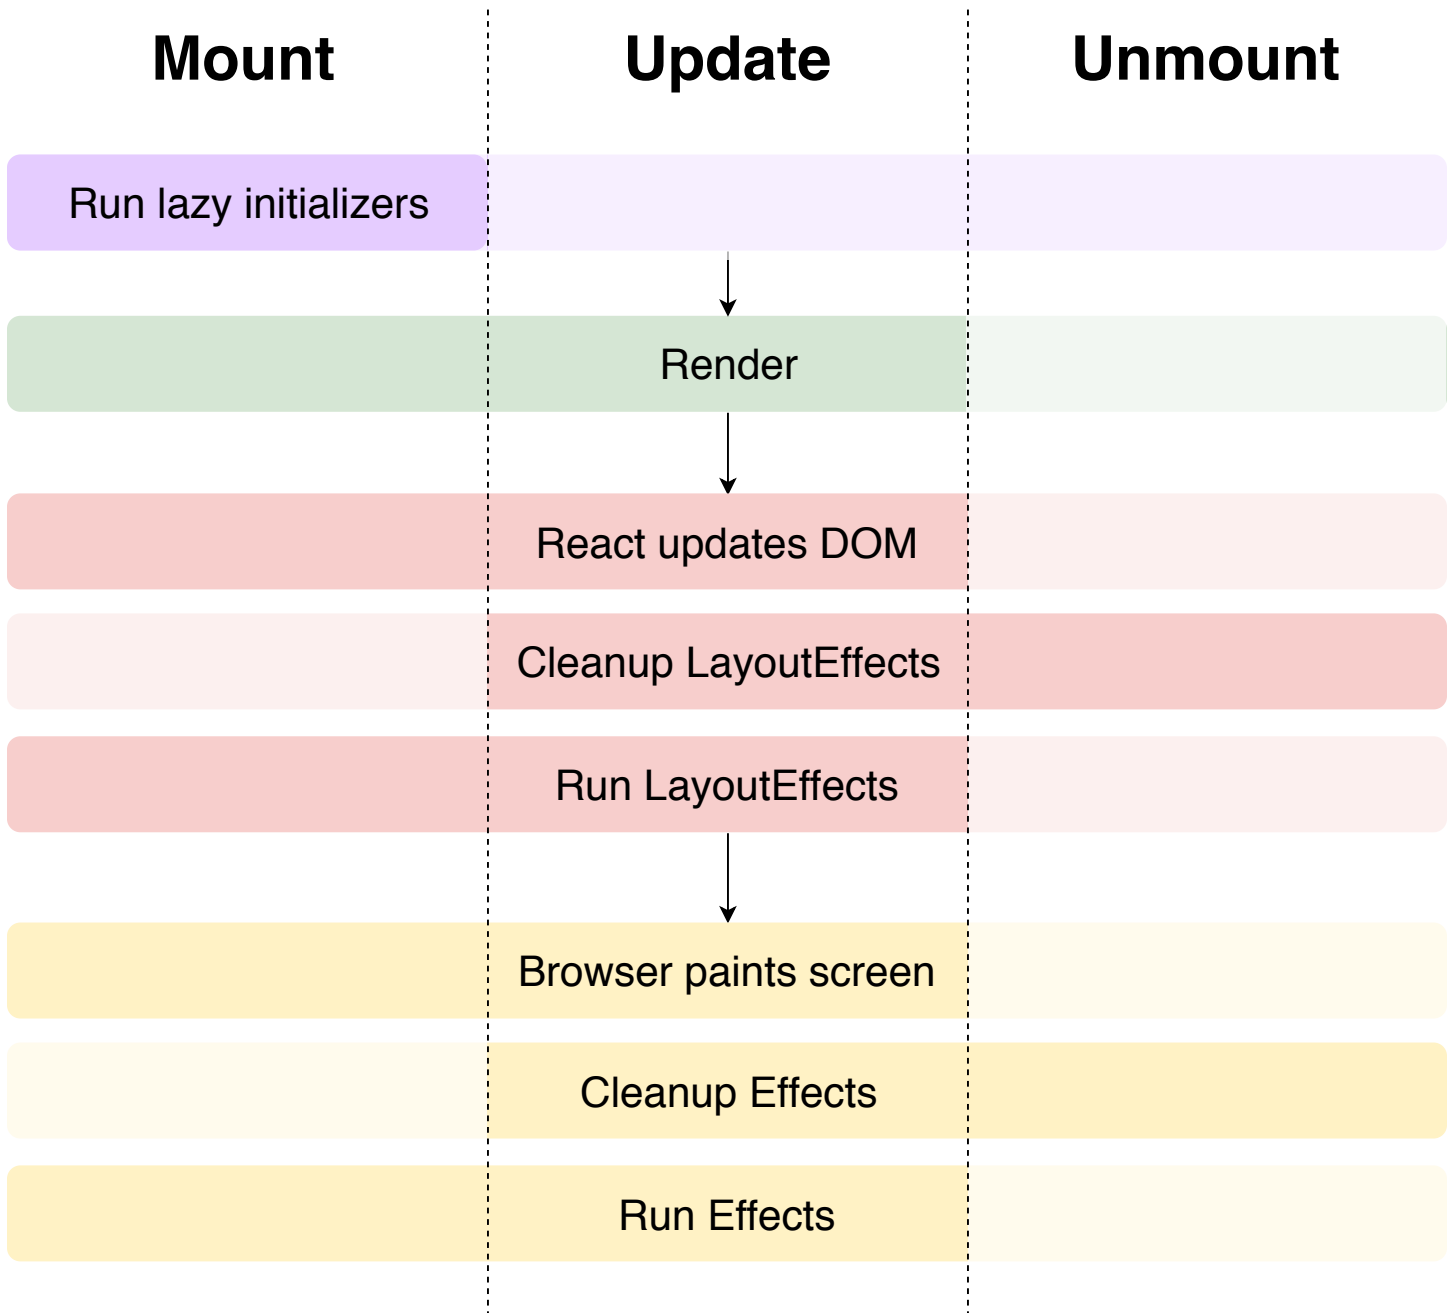 Mount Update Unmount
Run lazy initializers
Render
React updates DOM
Cleanup LayoutEffects
Run LayoutEffects
Browser paints screen
Cleanup Effects
Run Effects